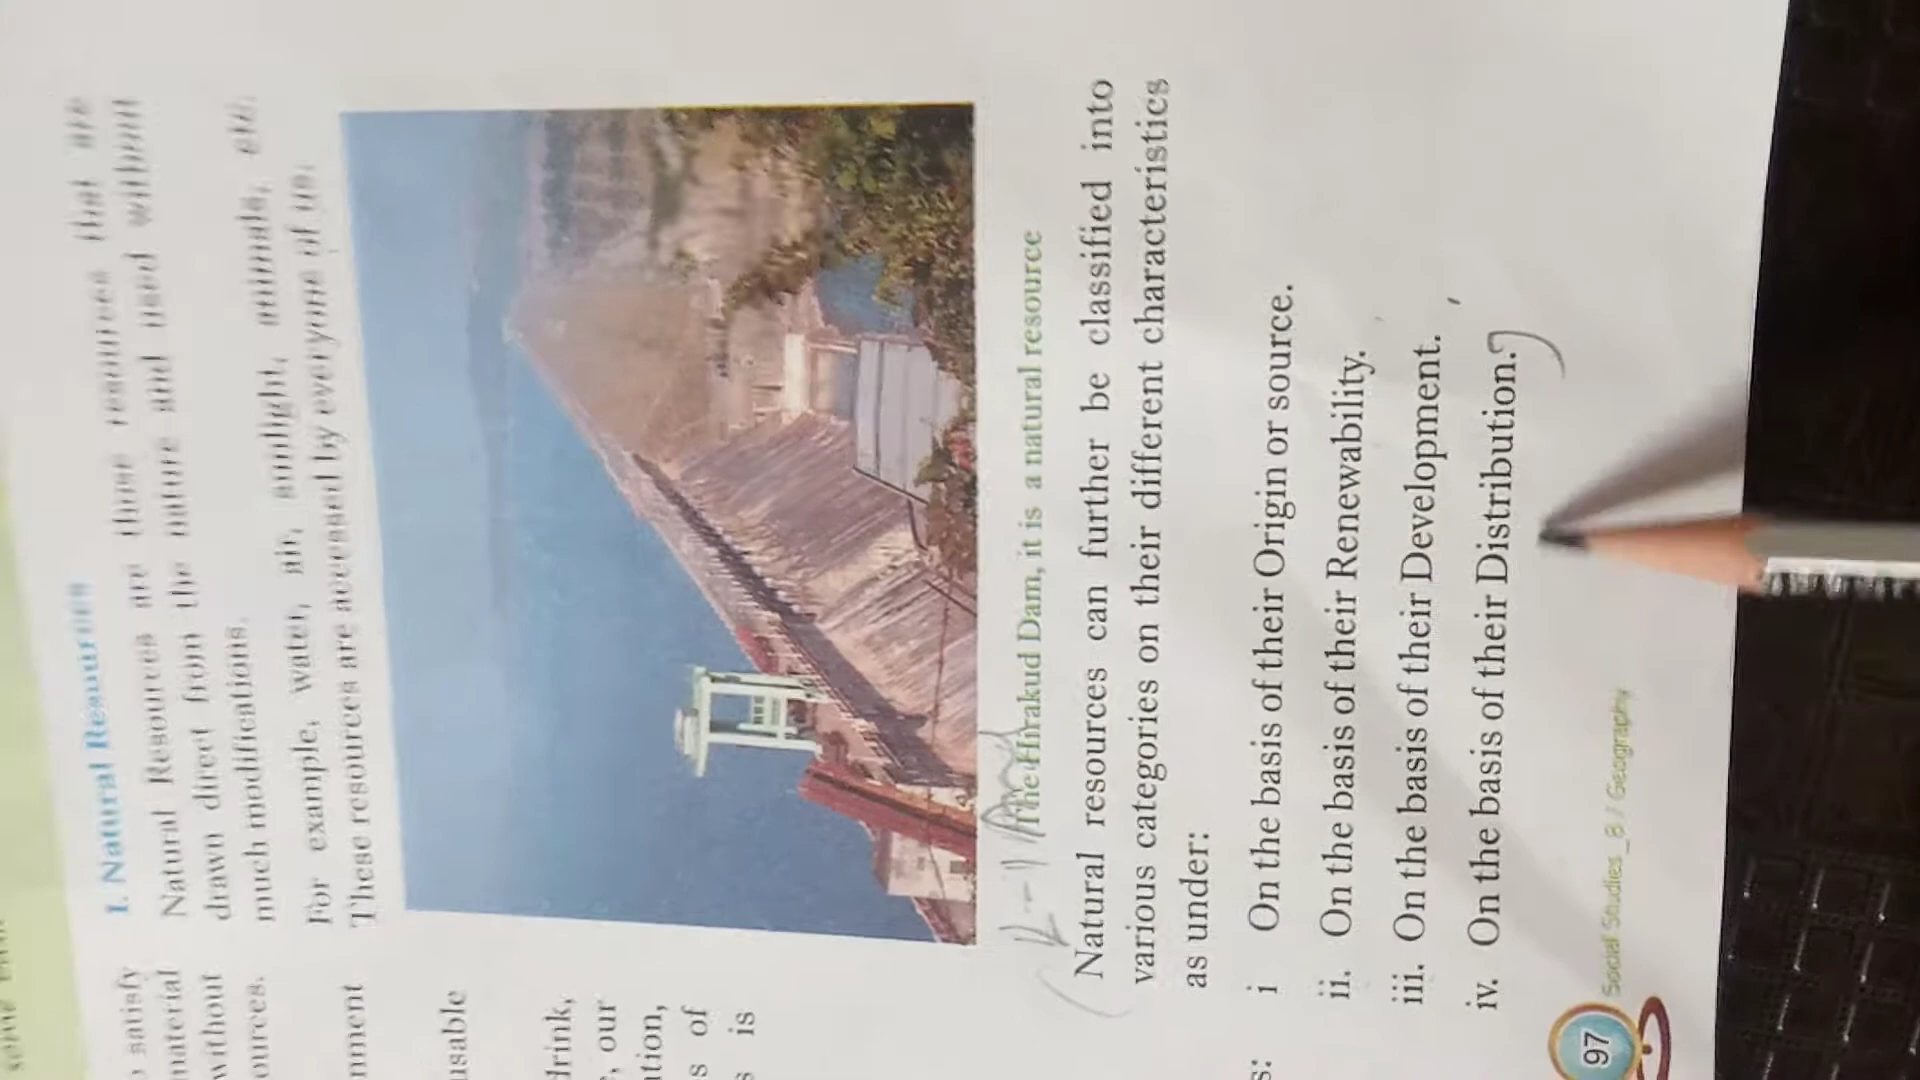 I. Natural Resources
Natural Resources are those resources that are
drawn direct from the nature and used without
much modifications.
For example, water, air, sunlight, animals, etc.
These resources are accessed by everyone of us.
The Hrakud Dam, it is a natural resource
Natural resources can further be classified into
various categories on their different characteristics
as under:
i On the basis of their Origin or source.
ii. On the basis of their Renewability.
iii. On the basis of their Development.
iv. On the basis of their Distribution.
97 Social Studies_8 / Geography
satisfy
material
without
ources.
nment
usable
drink,
, our
ation,
s of
is
s: